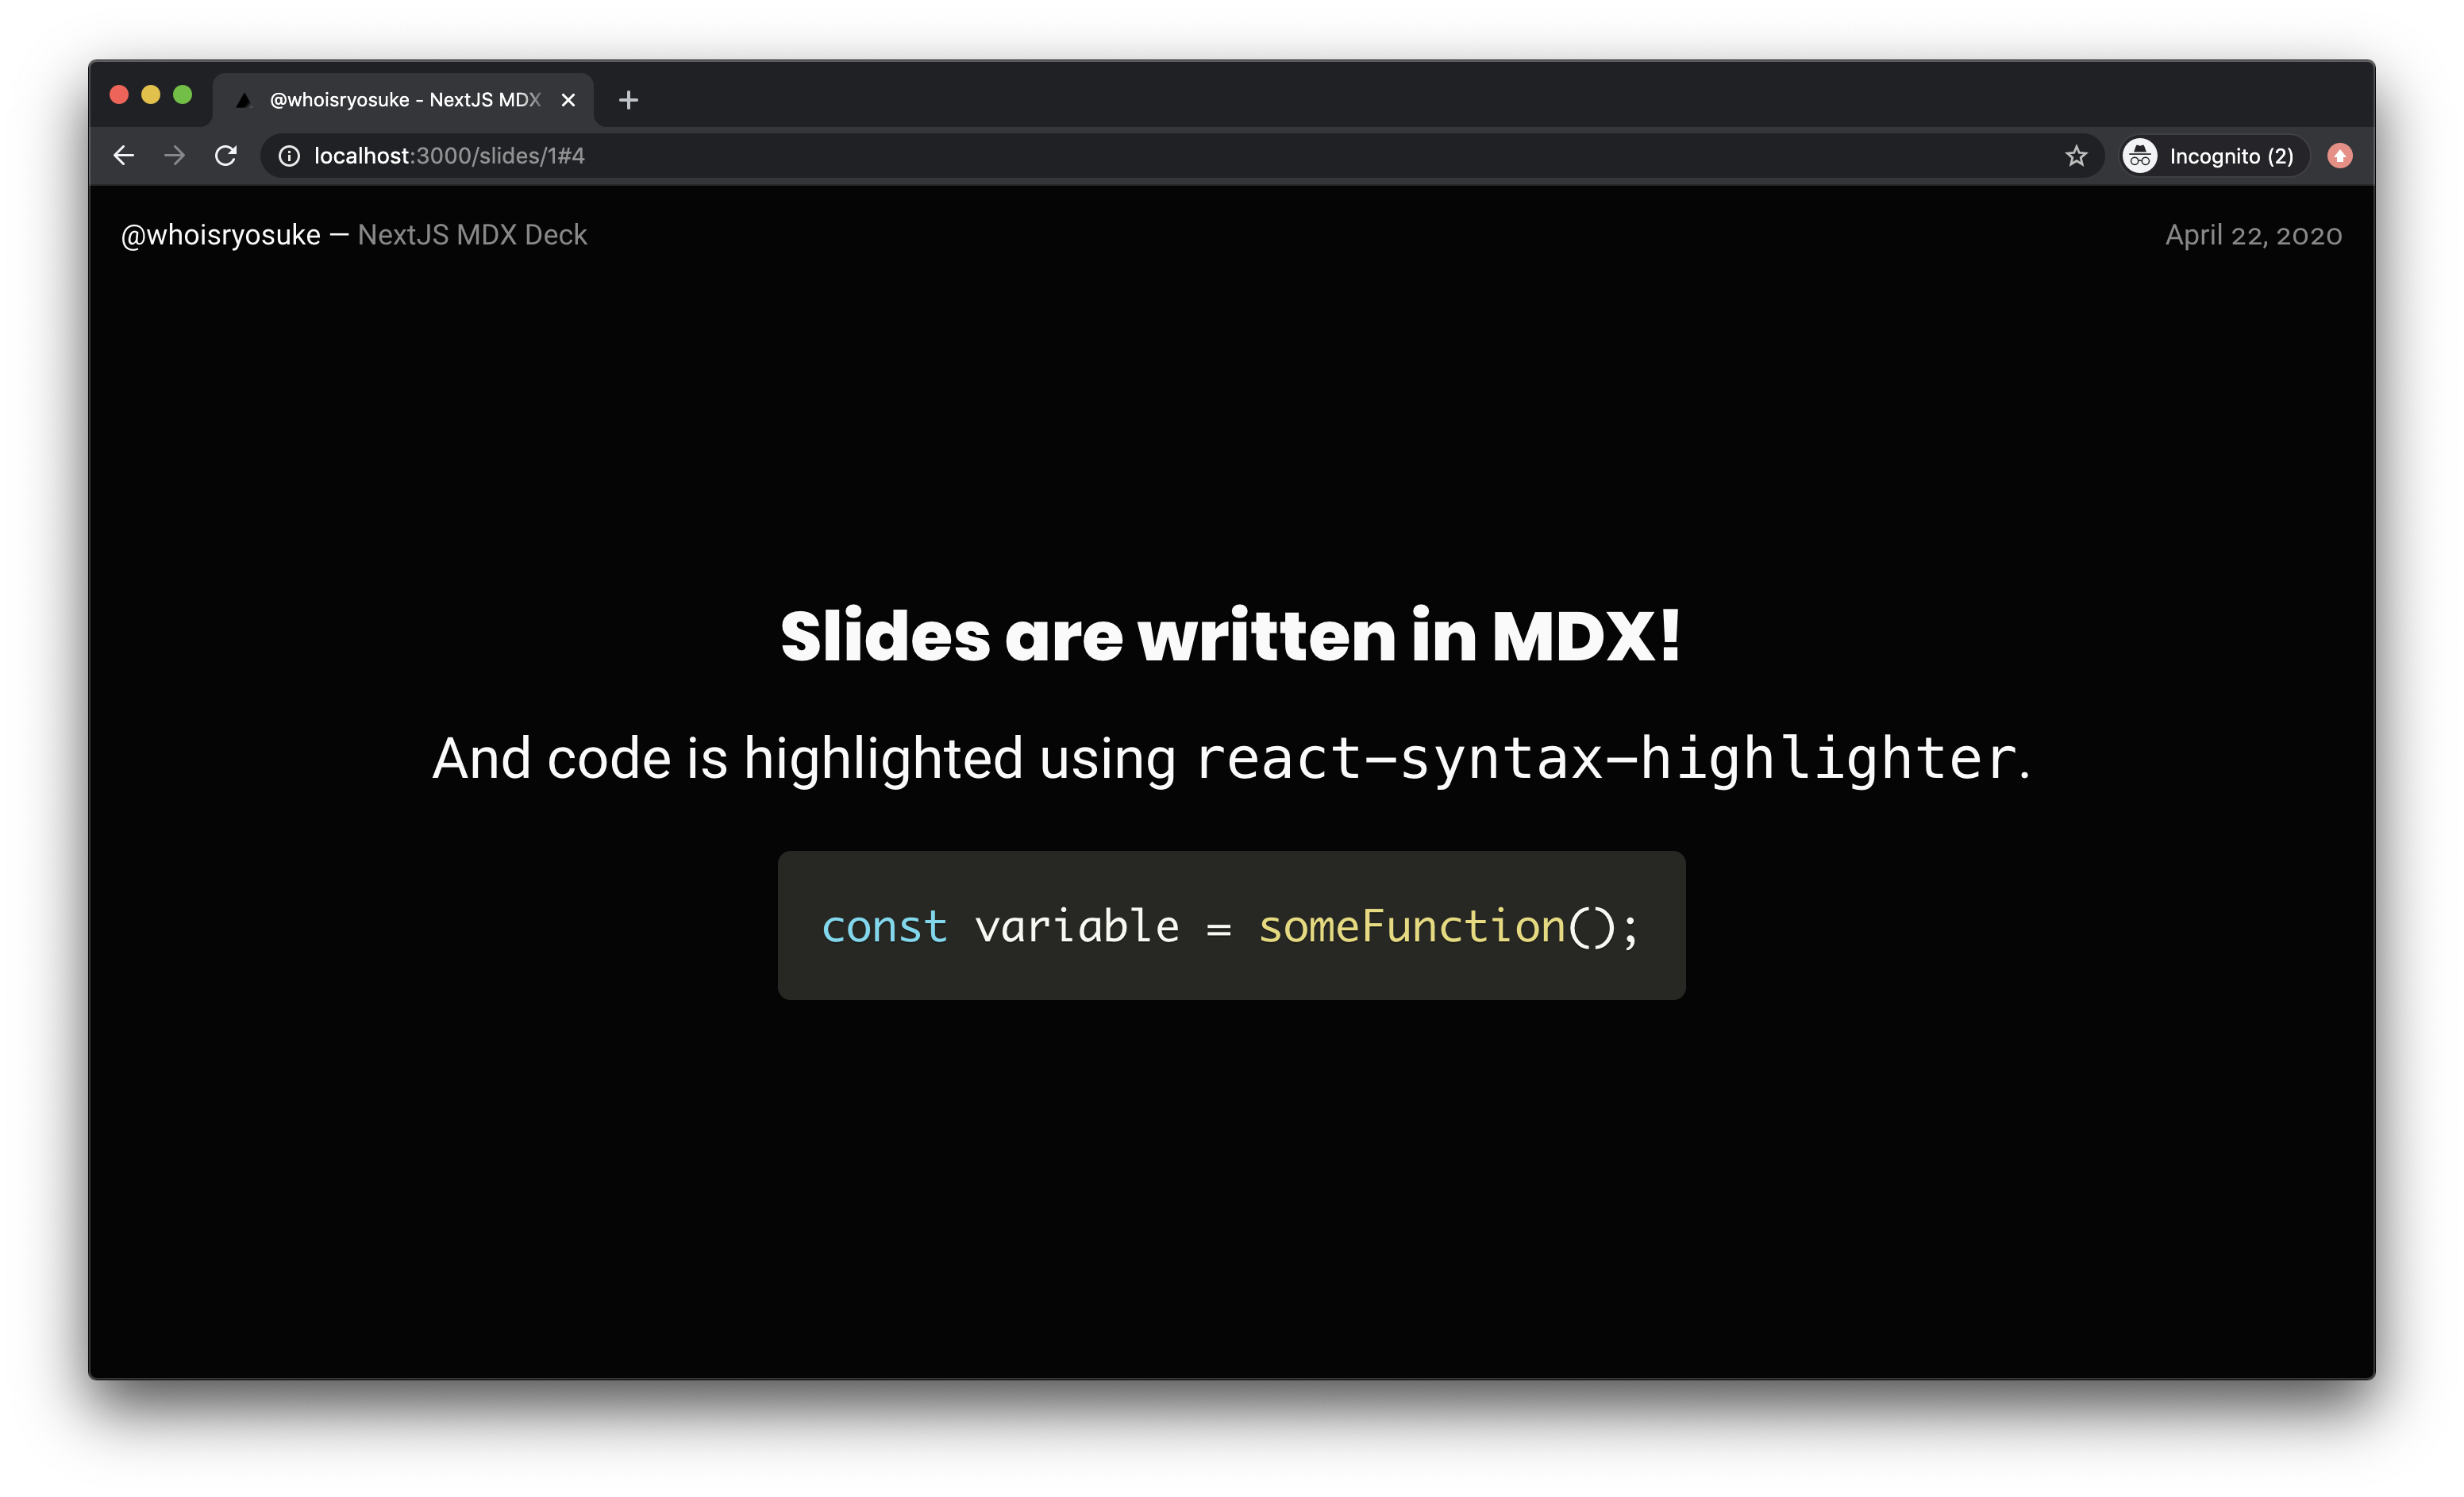 @whoisryosuke - NextJS MDX
localhost:3000/slides/1#4
Incognito (2)
@whoisryosuke — NextJS MDX Deck
April 22, 2020
Slides are written in MDX!
And code is highlighted using react-syntax-highlighter.
const variable = someFunction();